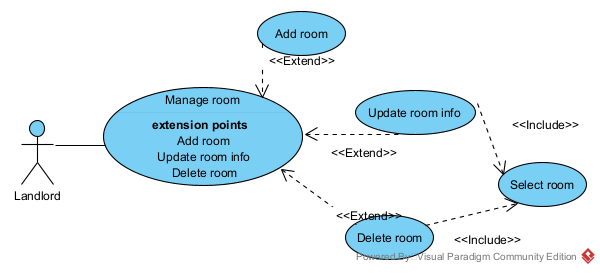 Add room
<<Extend>>
Manage room
extension points
Add room
Update room info
Delete room
Update room info
<<Include>>
<<Extend>>
Landlord
Select room
<<Extend>>
Delete room
<<Include>>
Powered By: Visual Paradigm Community Edition